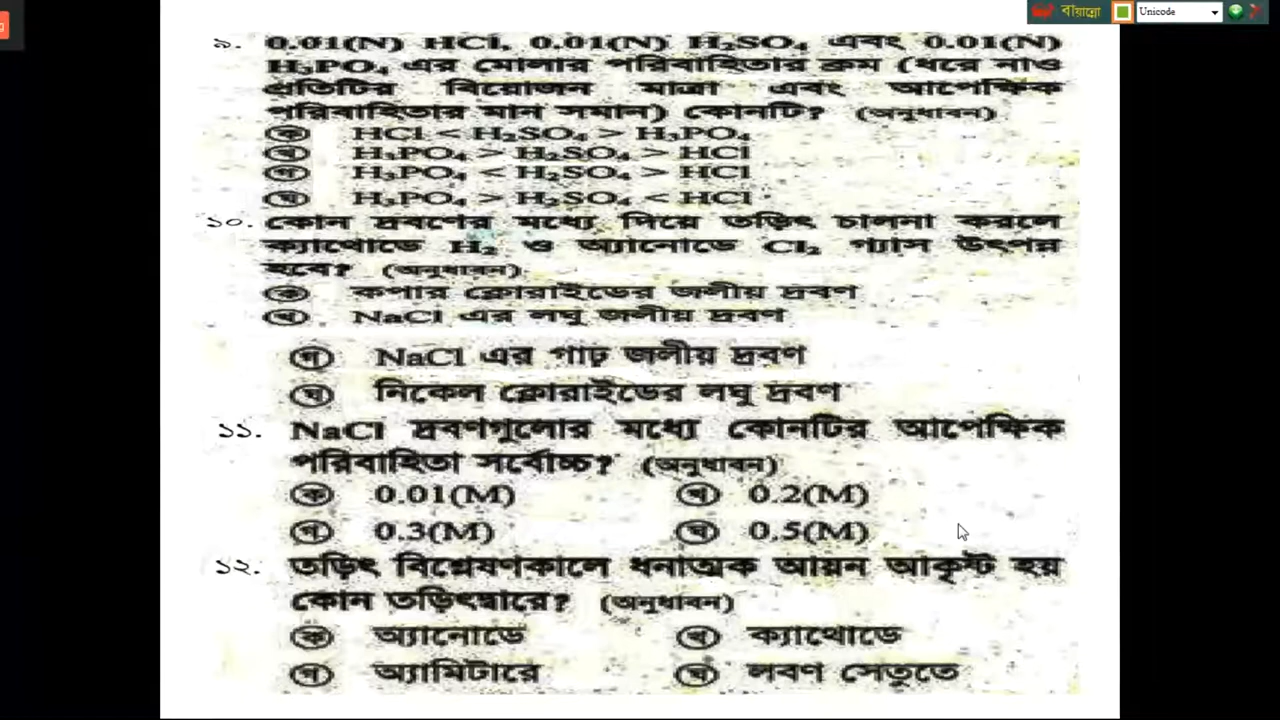 বায়ান্নো Unicode
৯. 0.01(N) HCl, 0.01(N) H₂SO₄ এবং 0.01(N)
H₃PO₄ এর মোলার পরিবাহিতার ক্রম (ধরে নাও
প্রতিটির বিয়োজন মাত্রা এবং আপেক্ষিক
পরিবাহিতার মান সমান) কোনটি? (অনুধাবন)
ক HCl < H₂SO₄ > H₃PO₄
খ H₃PO₄ > H₂SO₄ > HCl
গ H₃PO₄ < H₂SO₄ > HCl
ঘ H₃PO₄ > H₂SO₄ < HCl
১০. কোন দ্রবণের মধ্যে দিয়ে তড়িৎ চালনা করলে
ক্যাথোডে H₂ ও অ্যানোডে Cl₂ গ্যাস উৎপন্ন
হবে? (অনুধাবন)
ক কপার ক্লোরাইডের জলীয় দ্রবণ
খ NaCl এর লঘু জলীয় দ্রবণ
গ NaCl এর গাঢ় জলীয় দ্রবণ
ঘ নিকেল ক্লোরাইডের লঘু দ্রবণ
১১. NaCl দ্রবণগুলোর মধ্যে কোনটির আপেক্ষিক
পরিবাহিতা সর্বোচ্চ? (অনুধাবন)
ক 0.01(M) খ 0.2(M)
গ 0.3(M) ঘ 0.5(M)
১২. তড়িৎ বিশ্লেষণকালে ধনাত্মক আয়ন আকৃষ্ট হয়
কোন তড়িৎদ্বারে? (অনুধাবন)
ক অ্যানোডে খ ক্যাথোডে
গ অ্যামিটারে ঘ লবণ সেতুতে